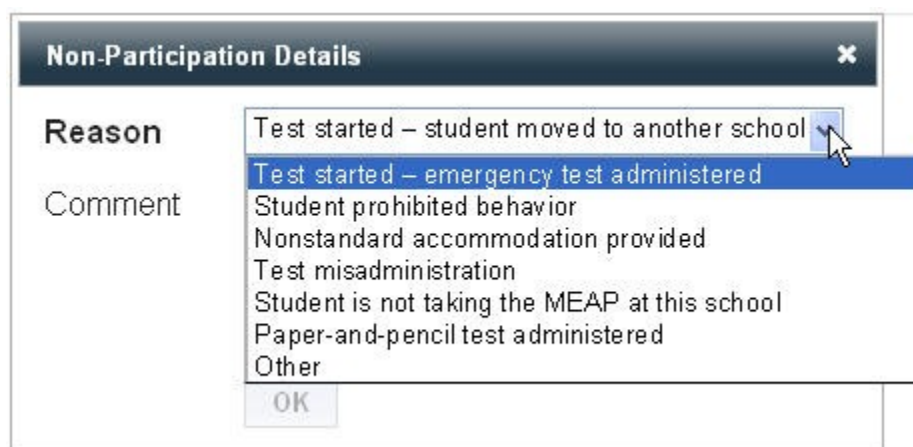 Non-Participation Details ×
Reason Test started – student moved to another school
Test started – emergency test administered
Comment Student prohibited behavior
Nonstandard accommodation provided
Test misadministration
Student is not taking the MEAP at this school
Paper-and-pencil test administered
Other
OK